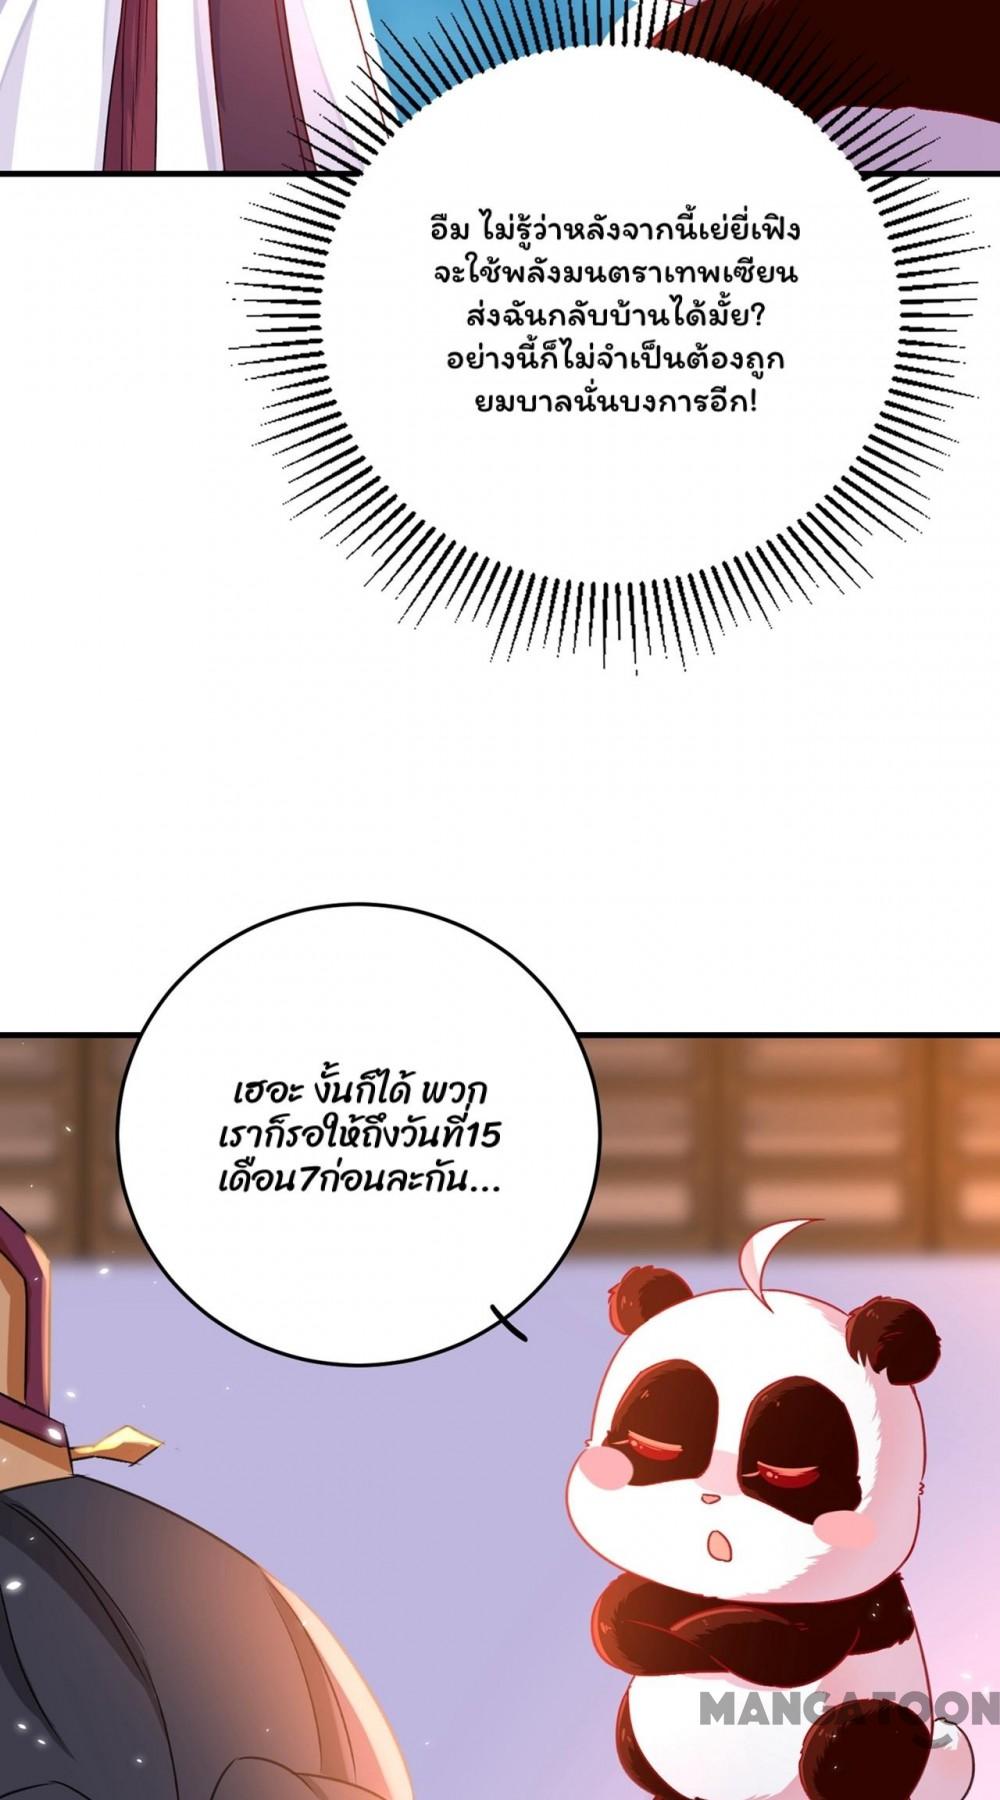 อืม ไม่รู้ว่าหลังจากนี้เย่ยี่เฟิง
จะใช้พลังมนตราเทพเซียน
ส่งฉันกลับบ้านได้มั้ย?
อย่างนี้ก็ไม่จำเป็นต้องถูก
ยมบาลนั่นบงการอีก!
เฮอะ งั้นก็ได้ พวก
เราก็รอให้ถึงวันที่15
เดือน7ก่อนละกัน...
MANGATOON